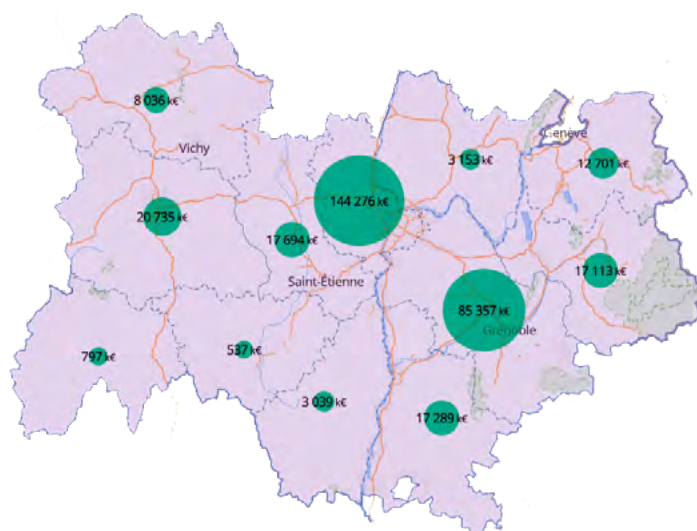 8 036 k€
Vichy
Genève
3 153 k€
12 701 k€
144 276 k€
20 735 k€
17 694 k€
Saint-Étienne
17 113 k€
85 357 k€
Grenoble
797 k€
537 k€
3 039 k€
17 289 k€